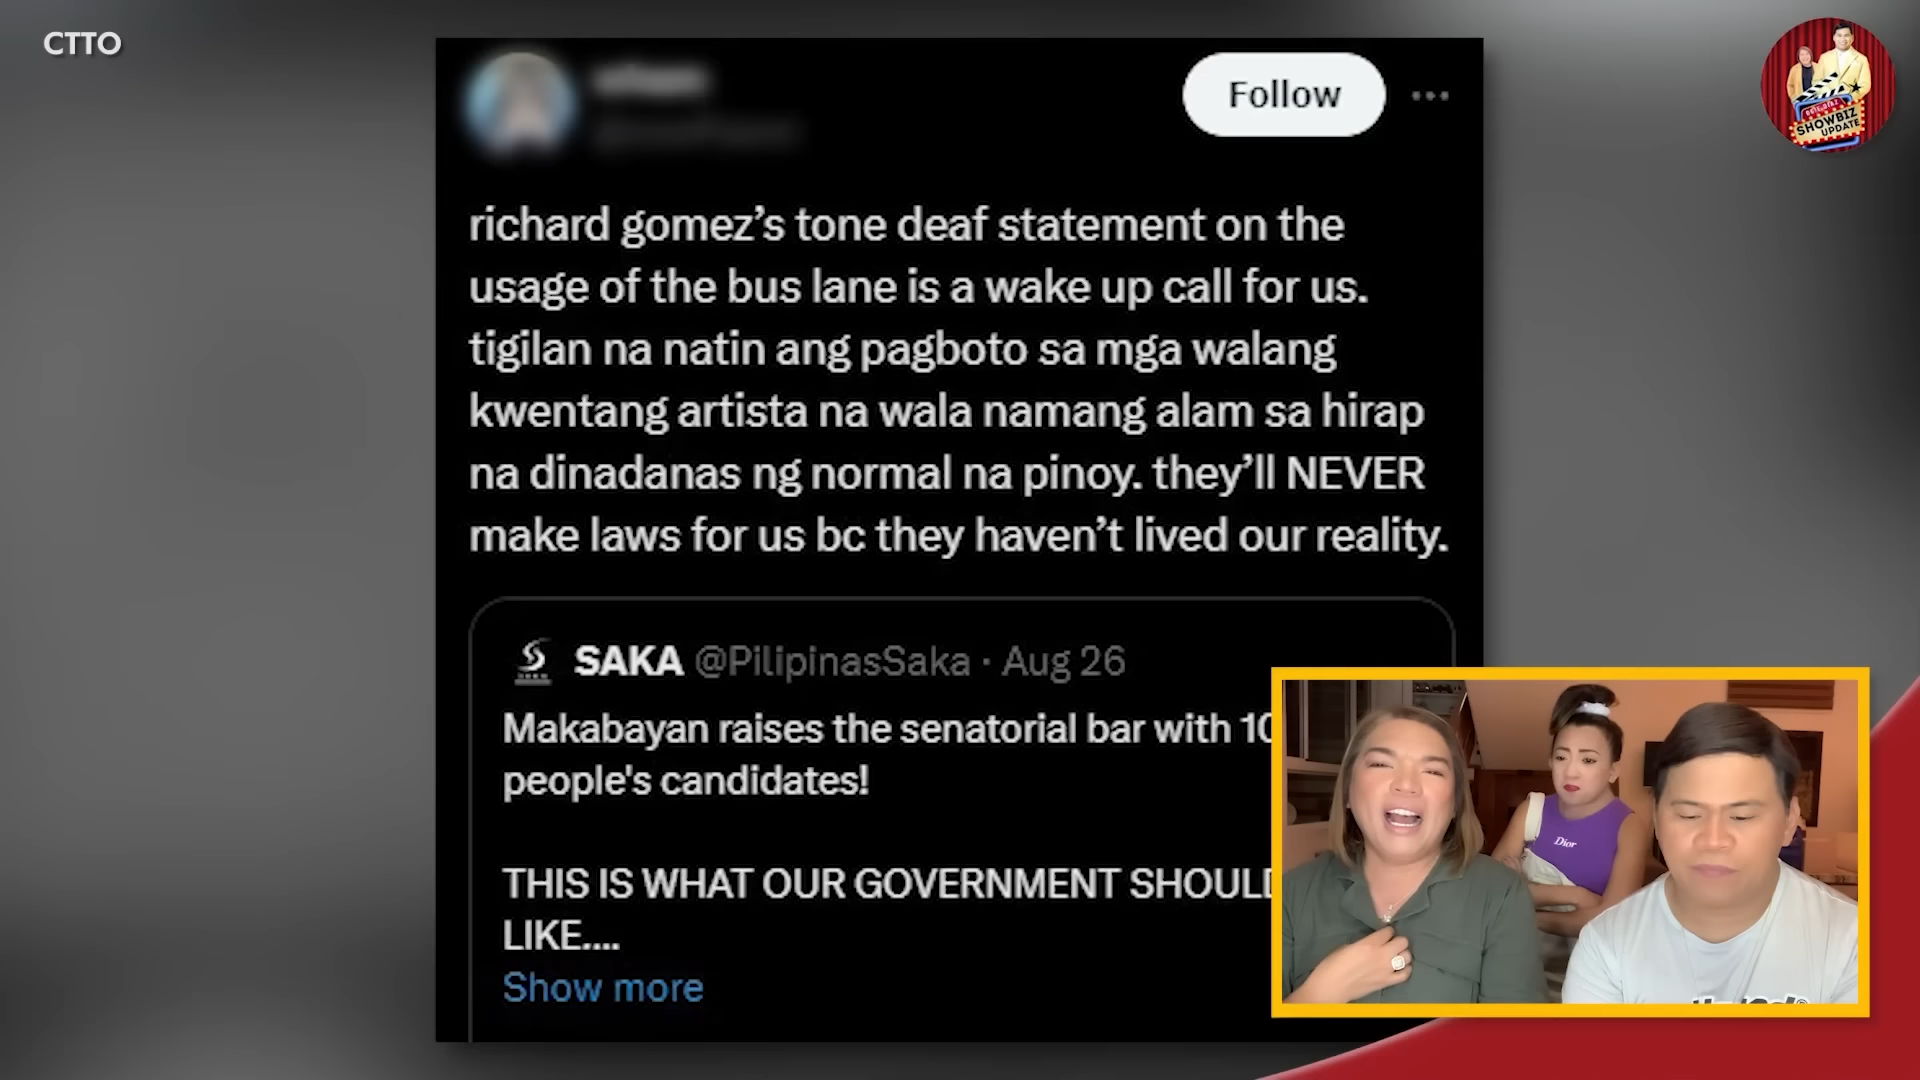 CTTO
Follow
richard gomez’s tone deaf statement on the
usage of the bus lane is a wake up call for us.
tigilan na natin ang pagboto sa mga walang
kwentang artista na wala namang alam sa hirap
na dinadanas ng normal na pinoy. they’ll NEVER
make laws for us bc they haven’t lived our reality.
SAKA @PilipinasSaka · Aug 26
Makabayan raises the senatorial bar with 10
people's candidates!
THIS IS WHAT OUR GOVERNMENT SHOULD
LIKE....
Show more
SHOWBIZ
UPDATE
Dior